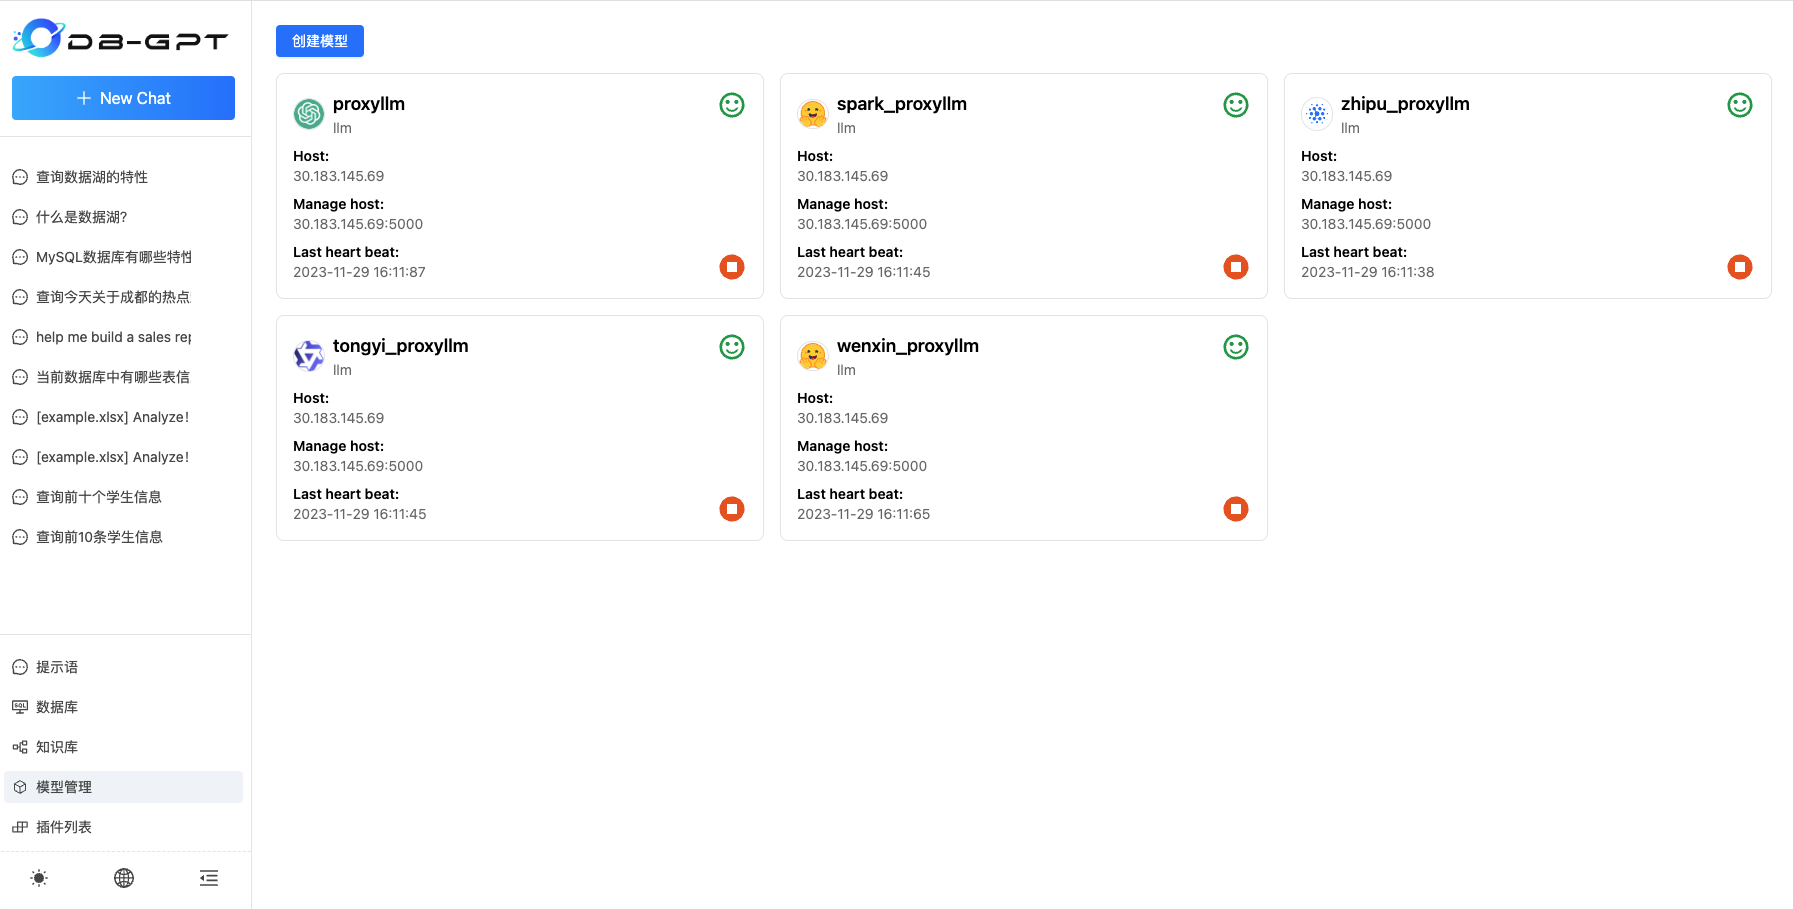 DB-GPT
New Chat
查询数据湖的特性
什么是数据湖?
MySQL数据库有哪些特性
查询今天关于成都的热点
help me build a sales rep
当前数据库中有哪些表信
[example.xlsx] Analyze!
[example.xlsx] Analyze!
查询前十个学生信息
查询前10条学生信息
提示语
SQL
数据库
知识库
模型管理
插件列表
创建模型
proxyllm
llm
Host:
30.183.145.69
Manage host:
30.183.145.69:5000
Last heart beat:
2023-11-29 16:11:87
spark_proxyllm
llm
Host:
30.183.145.69
Manage host:
30.183.145.69:5000
Last heart beat:
2023-11-29 16:11:45
zhipu_proxyllm
llm
Host:
30.183.145.69
Manage host:
30.183.145.69:5000
Last heart beat:
2023-11-29 16:11:38
tongyi_proxyllm
llm
Host:
30.183.145.69
Manage host:
30.183.145.69:5000
Last heart beat:
2023-11-29 16:11:45
wenxin_proxyllm
llm
Host:
30.183.145.69
Manage host:
30.183.145.69:5000
Last heart beat:
2023-11-29 16:11:65